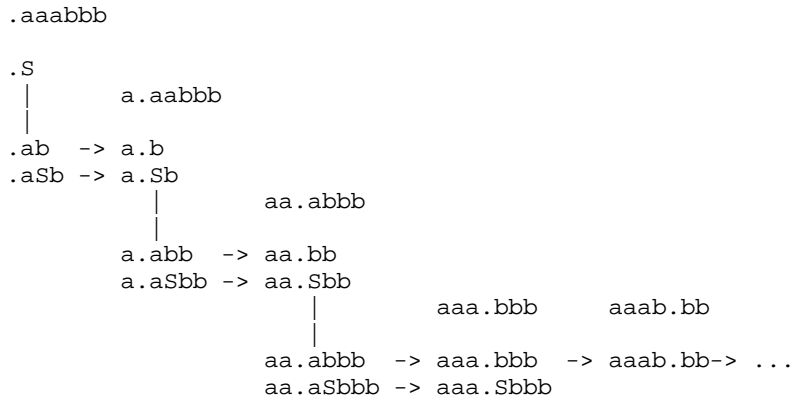 .aaabbb
.S
|       a.aabbb
|
.ab  -> a.b
.aSb -> a.Sb
|       aa.abbb
|
a.abb  -> aa.bb
a.aSbb -> aa.Sbb
|        aaa.bbb     aaab.bb
|
aa.abbb  -> aaa.bbb  -> aaab.bb-> ...
aa.aSbbb -> aaa.Sbbb